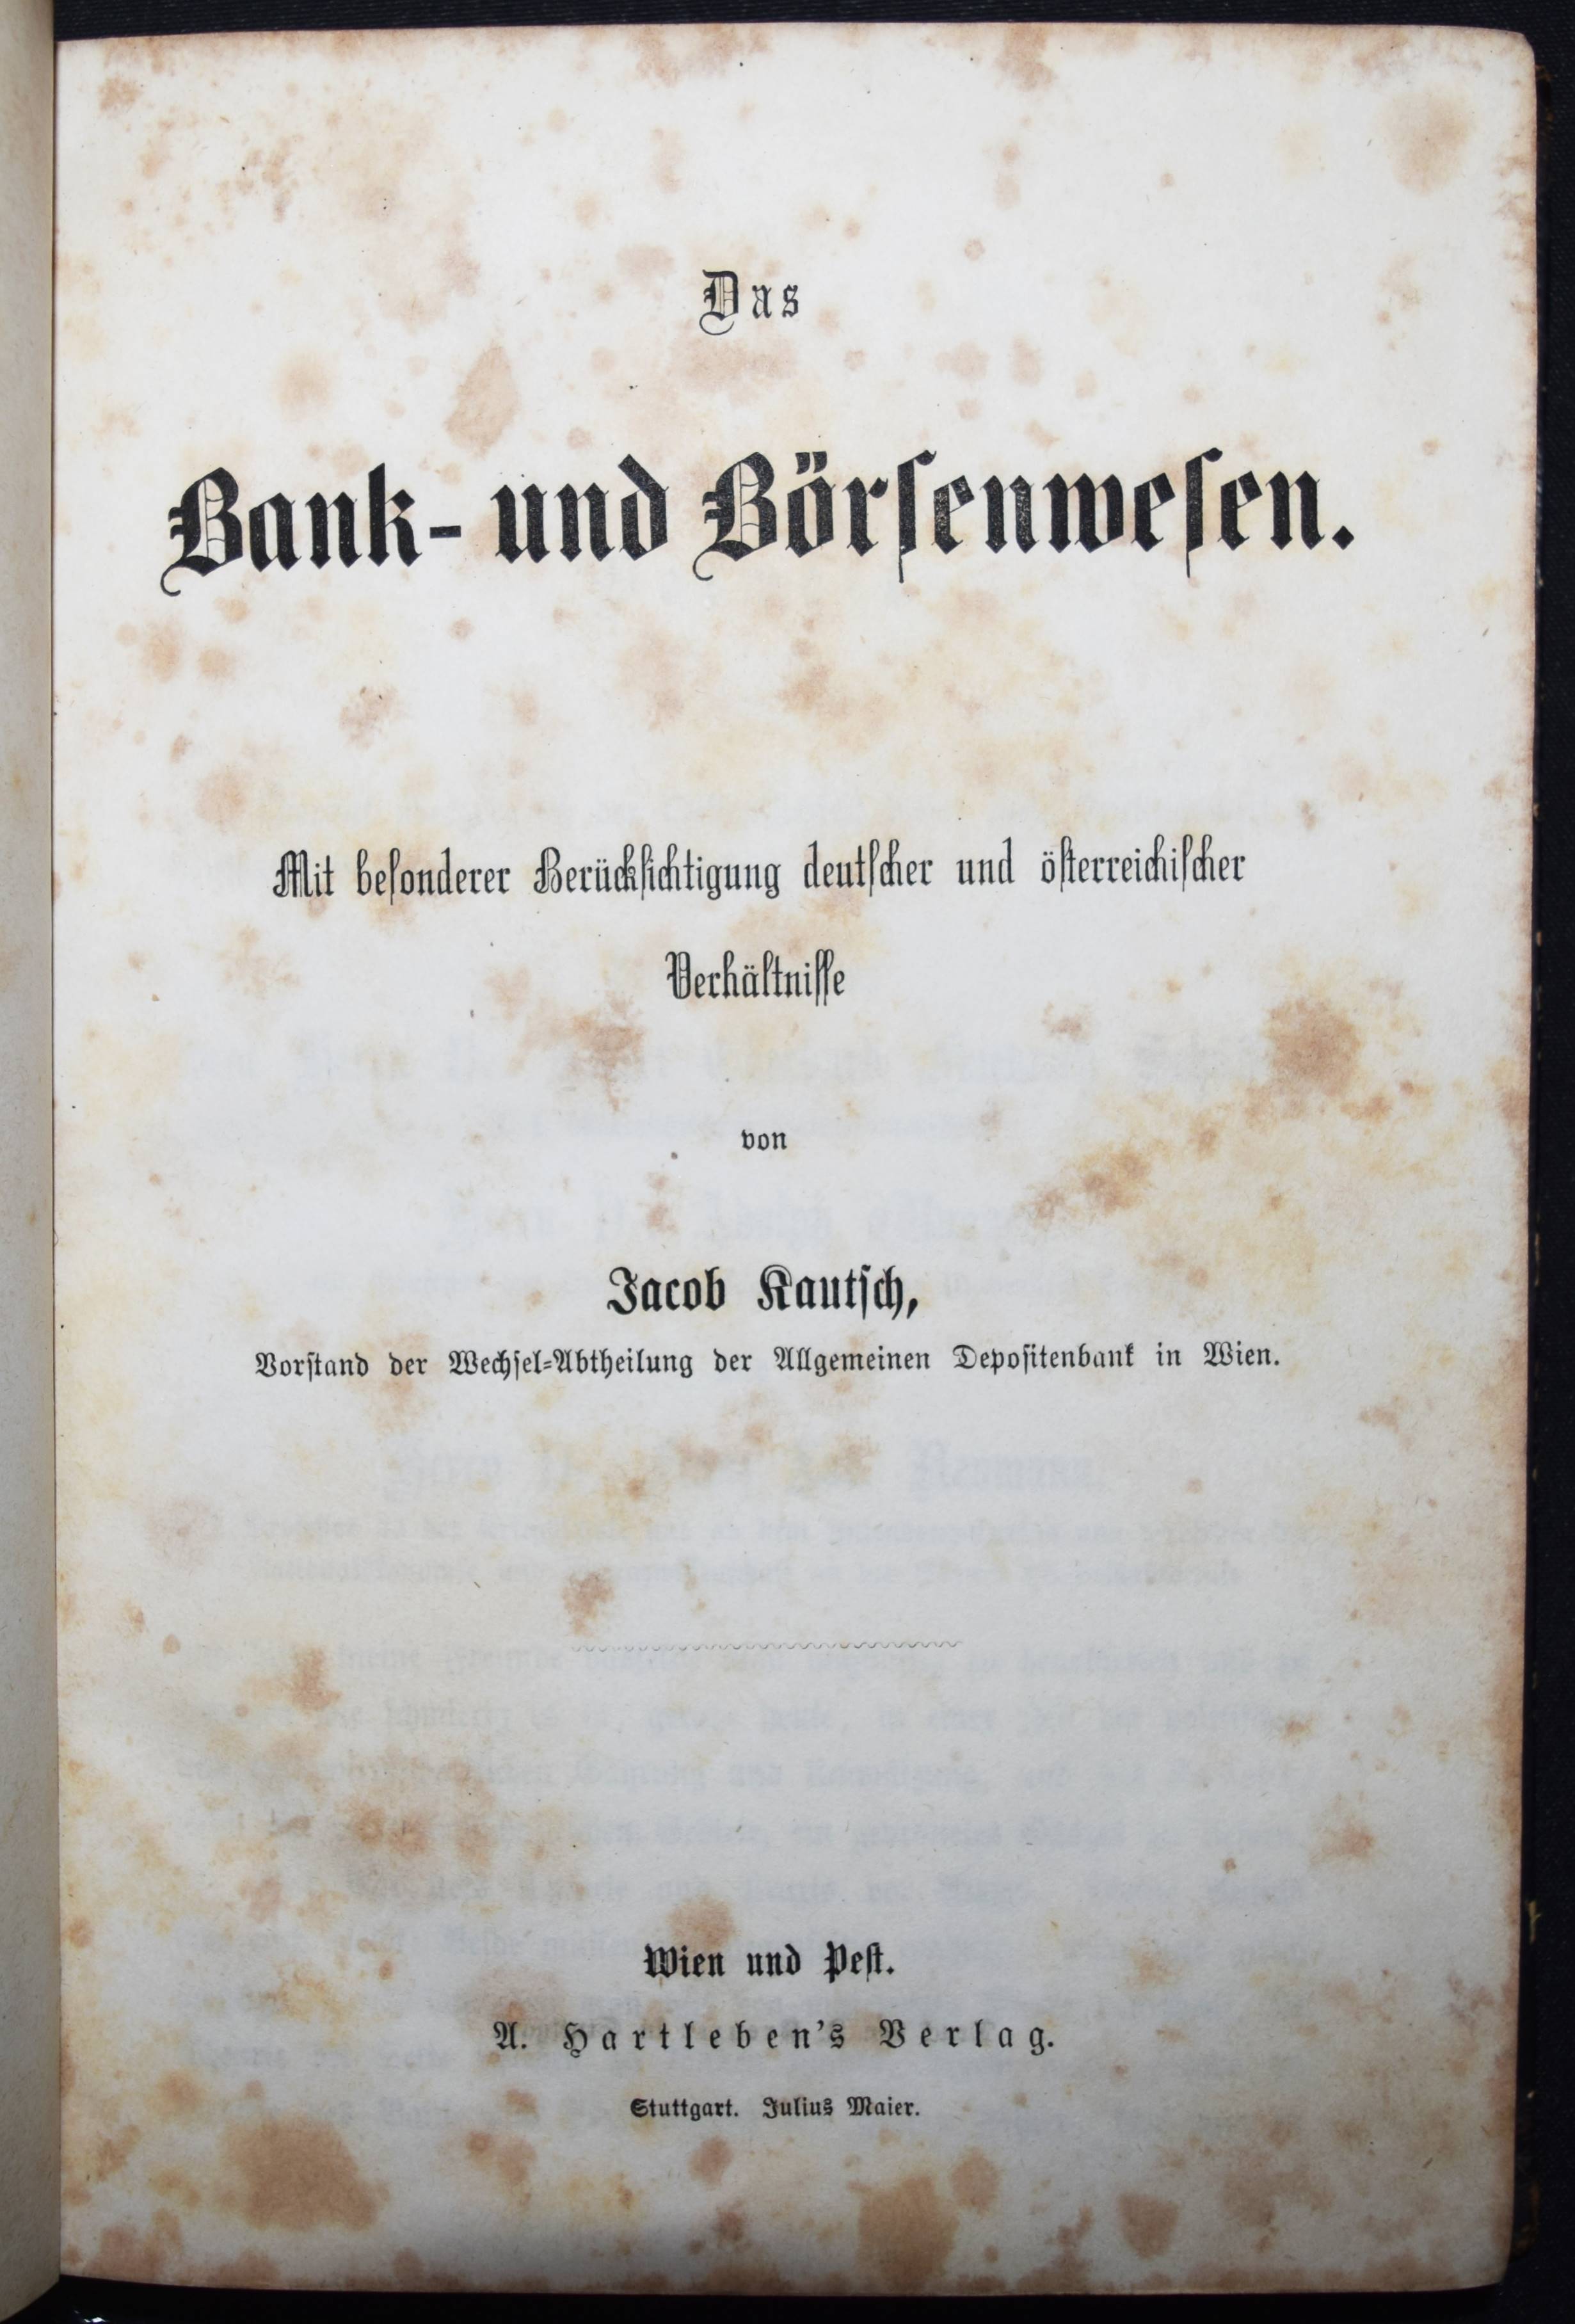 Das
Bank- und Börſenweſen.
Mit beſonderer Berückſichtigung deutſcher und öſterreichiſcher
Verhältniſſe
von
Jacob Kautſch,
Vorſtand der Wechſel-Abtheilung der Allgemeinen Depoſitenbank in Wien.
Wien und Peſt.
A. Hartleben's Verlag.
Stuttgart. Julius Maier.